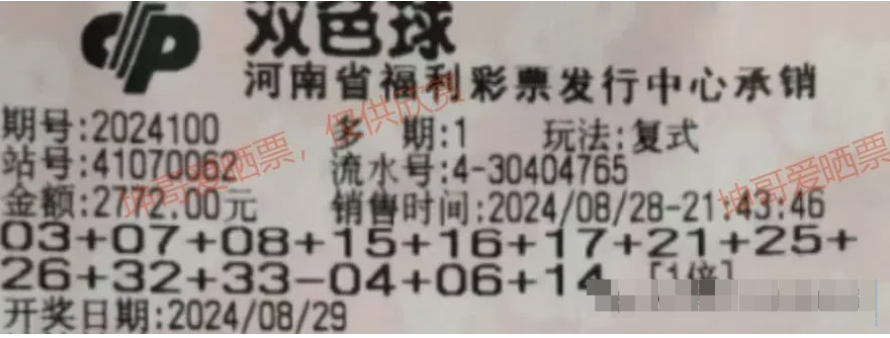 双色球
河南省福利彩票发行中心承销
期号:2024100 多 期:1 玩法:复式
站号:41070062 流水号:4-30404765
金额:2772.00元 销售时间:2024/08/28-21:43:46
03+07+08+15+16+17+21+25+
26+32+33-04+06+14 [1倍]
开奖日期:2024/08/29
坤哥爱晒票，仅供欣赏
坤哥爱晒票